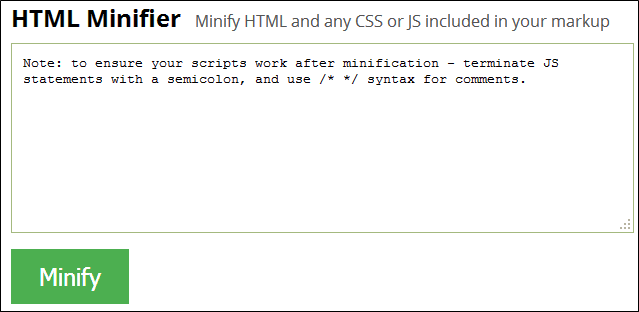 HTML Minifier Minify HTML and any CSS or JS included in your markup
Note: to ensure your scripts work after minification - terminate JS
statements with a semicolon, and use /* */ syntax for comments.
Minify